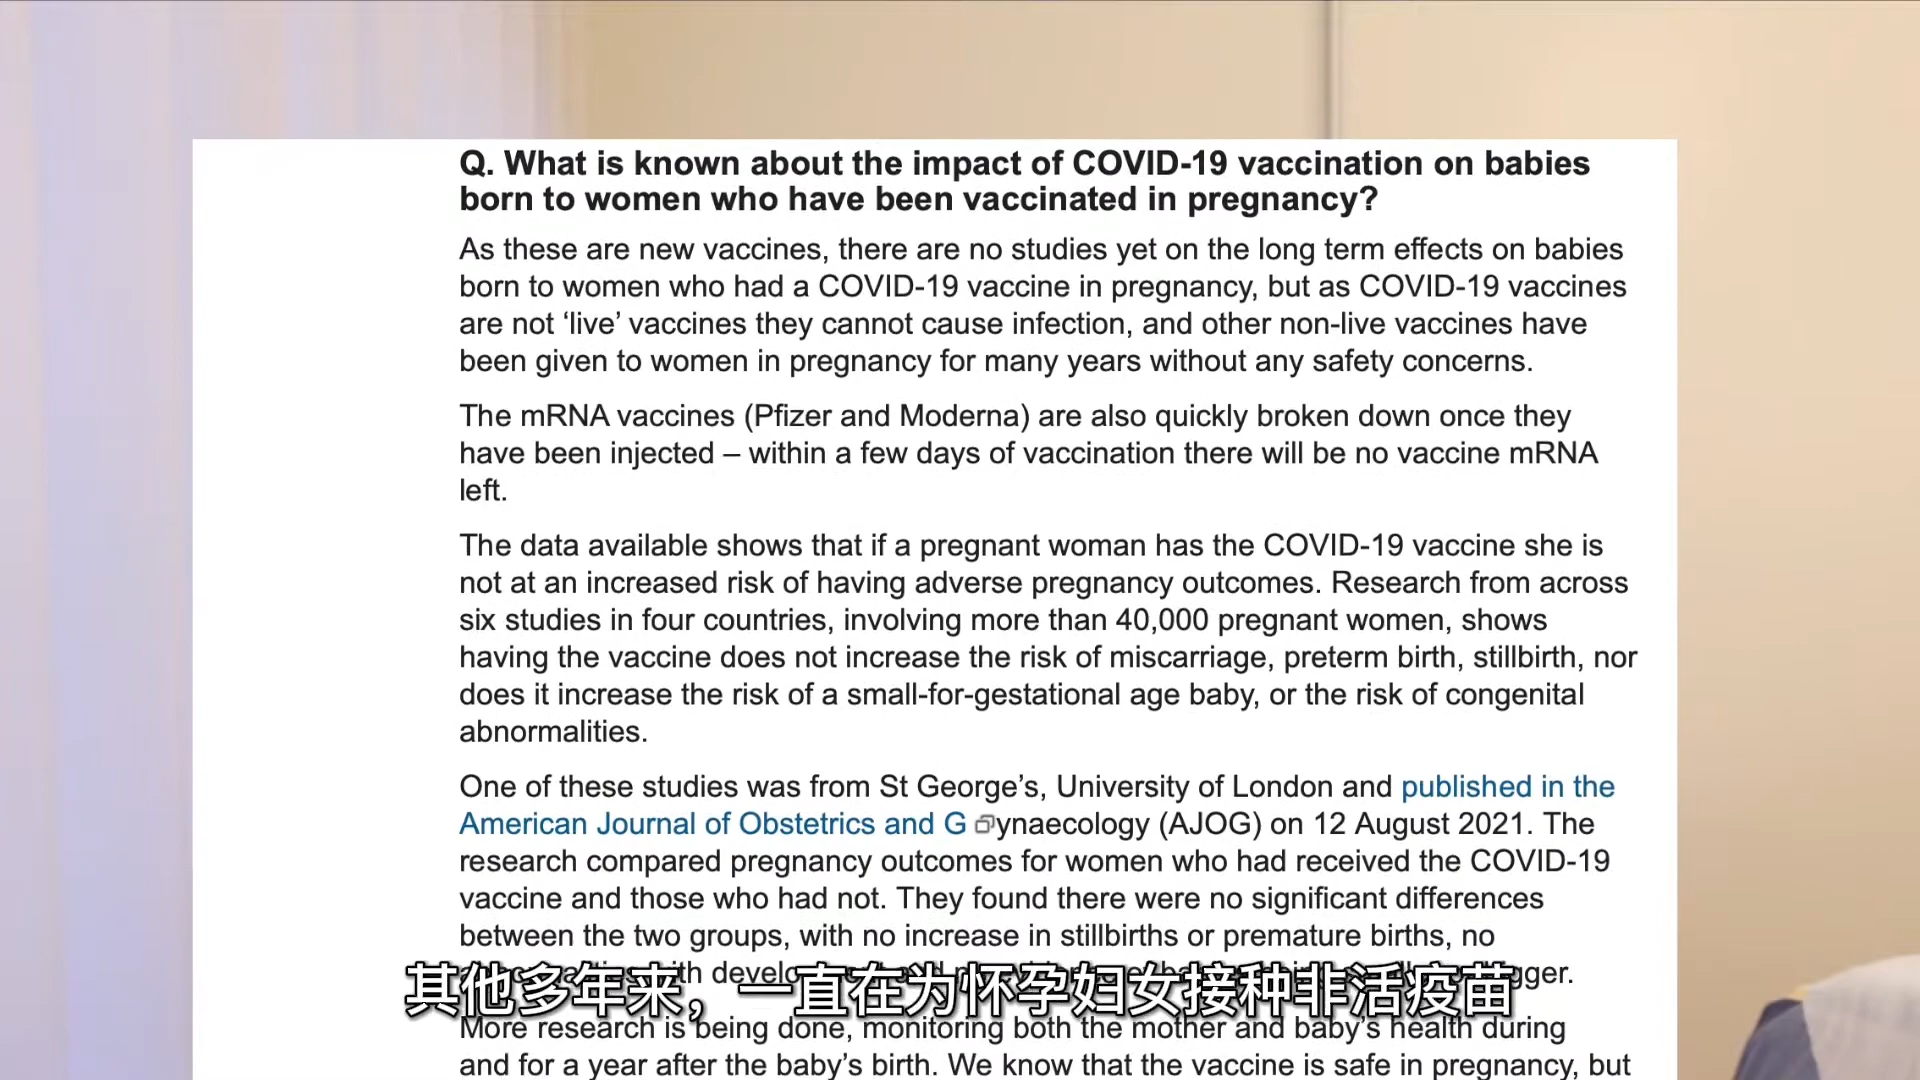 Q. What is known about the impact of COVID-19 vaccination on babies
born to women who have been vaccinated in pregnancy?
As these are new vaccines, there are no studies yet on the long term effects on babies
born to women who had a COVID-19 vaccine in pregnancy, but as COVID-19 vaccines
are not ‘live’ vaccines they cannot cause infection, and other non-live vaccines have
been given to women in pregnancy for many years without any safety concerns.
The mRNA vaccines (Pfizer and Moderna) are also quickly broken down once they
have been injected – within a few days of vaccination there will be no vaccine mRNA
left.
The data available shows that if a pregnant woman has the COVID-19 vaccine she is
not at an increased risk of having adverse pregnancy outcomes. Research from across
six studies in four countries, involving more than 40,000 pregnant women, shows
having the vaccine does not increase the risk of miscarriage, preterm birth, stillbirth, nor
does it increase the risk of a small-for-gestational age baby, or the risk of congenital
abnormalities.
One of these studies was from St George’s, University of London and published in the
American Journal of Obstetrics and G ynaecology (AJOG) on 12 August 2021. The
research compared pregnancy outcomes for women who had received the COVID-19
vaccine and those who had not. They found there were no significant differences
between the two groups, with no increase in stillbirths or premature births, no
其他多年来，一直在为怀孕妇女接种非活疫苗
More research is being done, monitoring both the mother and baby’s health during
and for a year after the baby’s birth. We know that the vaccine is safe in pregnancy, but